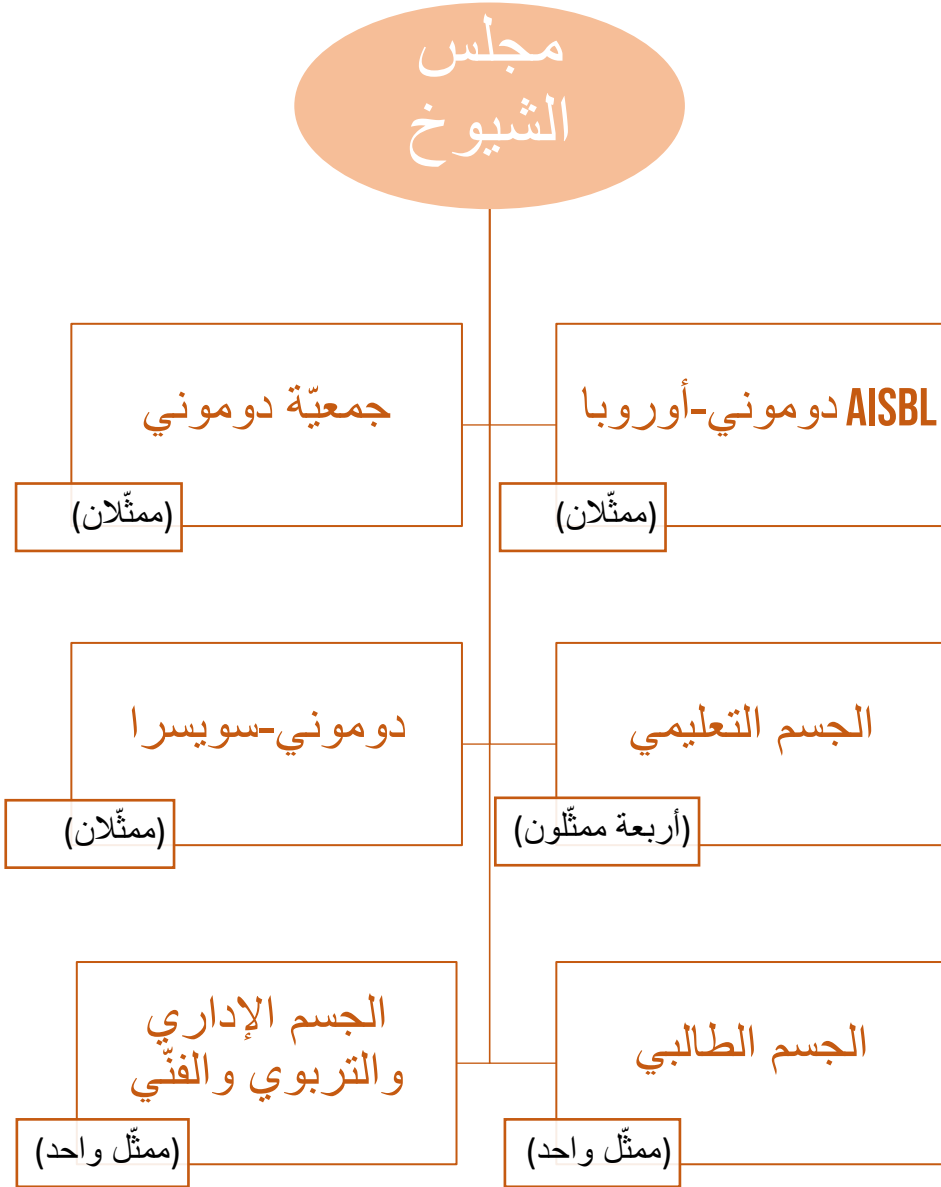 مجلس
الشيوخ
AISBL دوموني-أوروبا
(ممثّلان)
جمعيّة دوموني
(ممثّلان)
الجسم التعليمي
(أربعة ممثّلون)
دوموني-سويسرا
(ممثّلان)
الجسم الطالبي
(ممثّل واحد)
الجسم الإداري
والتربوي والفنّي
(ممثّل واحد)